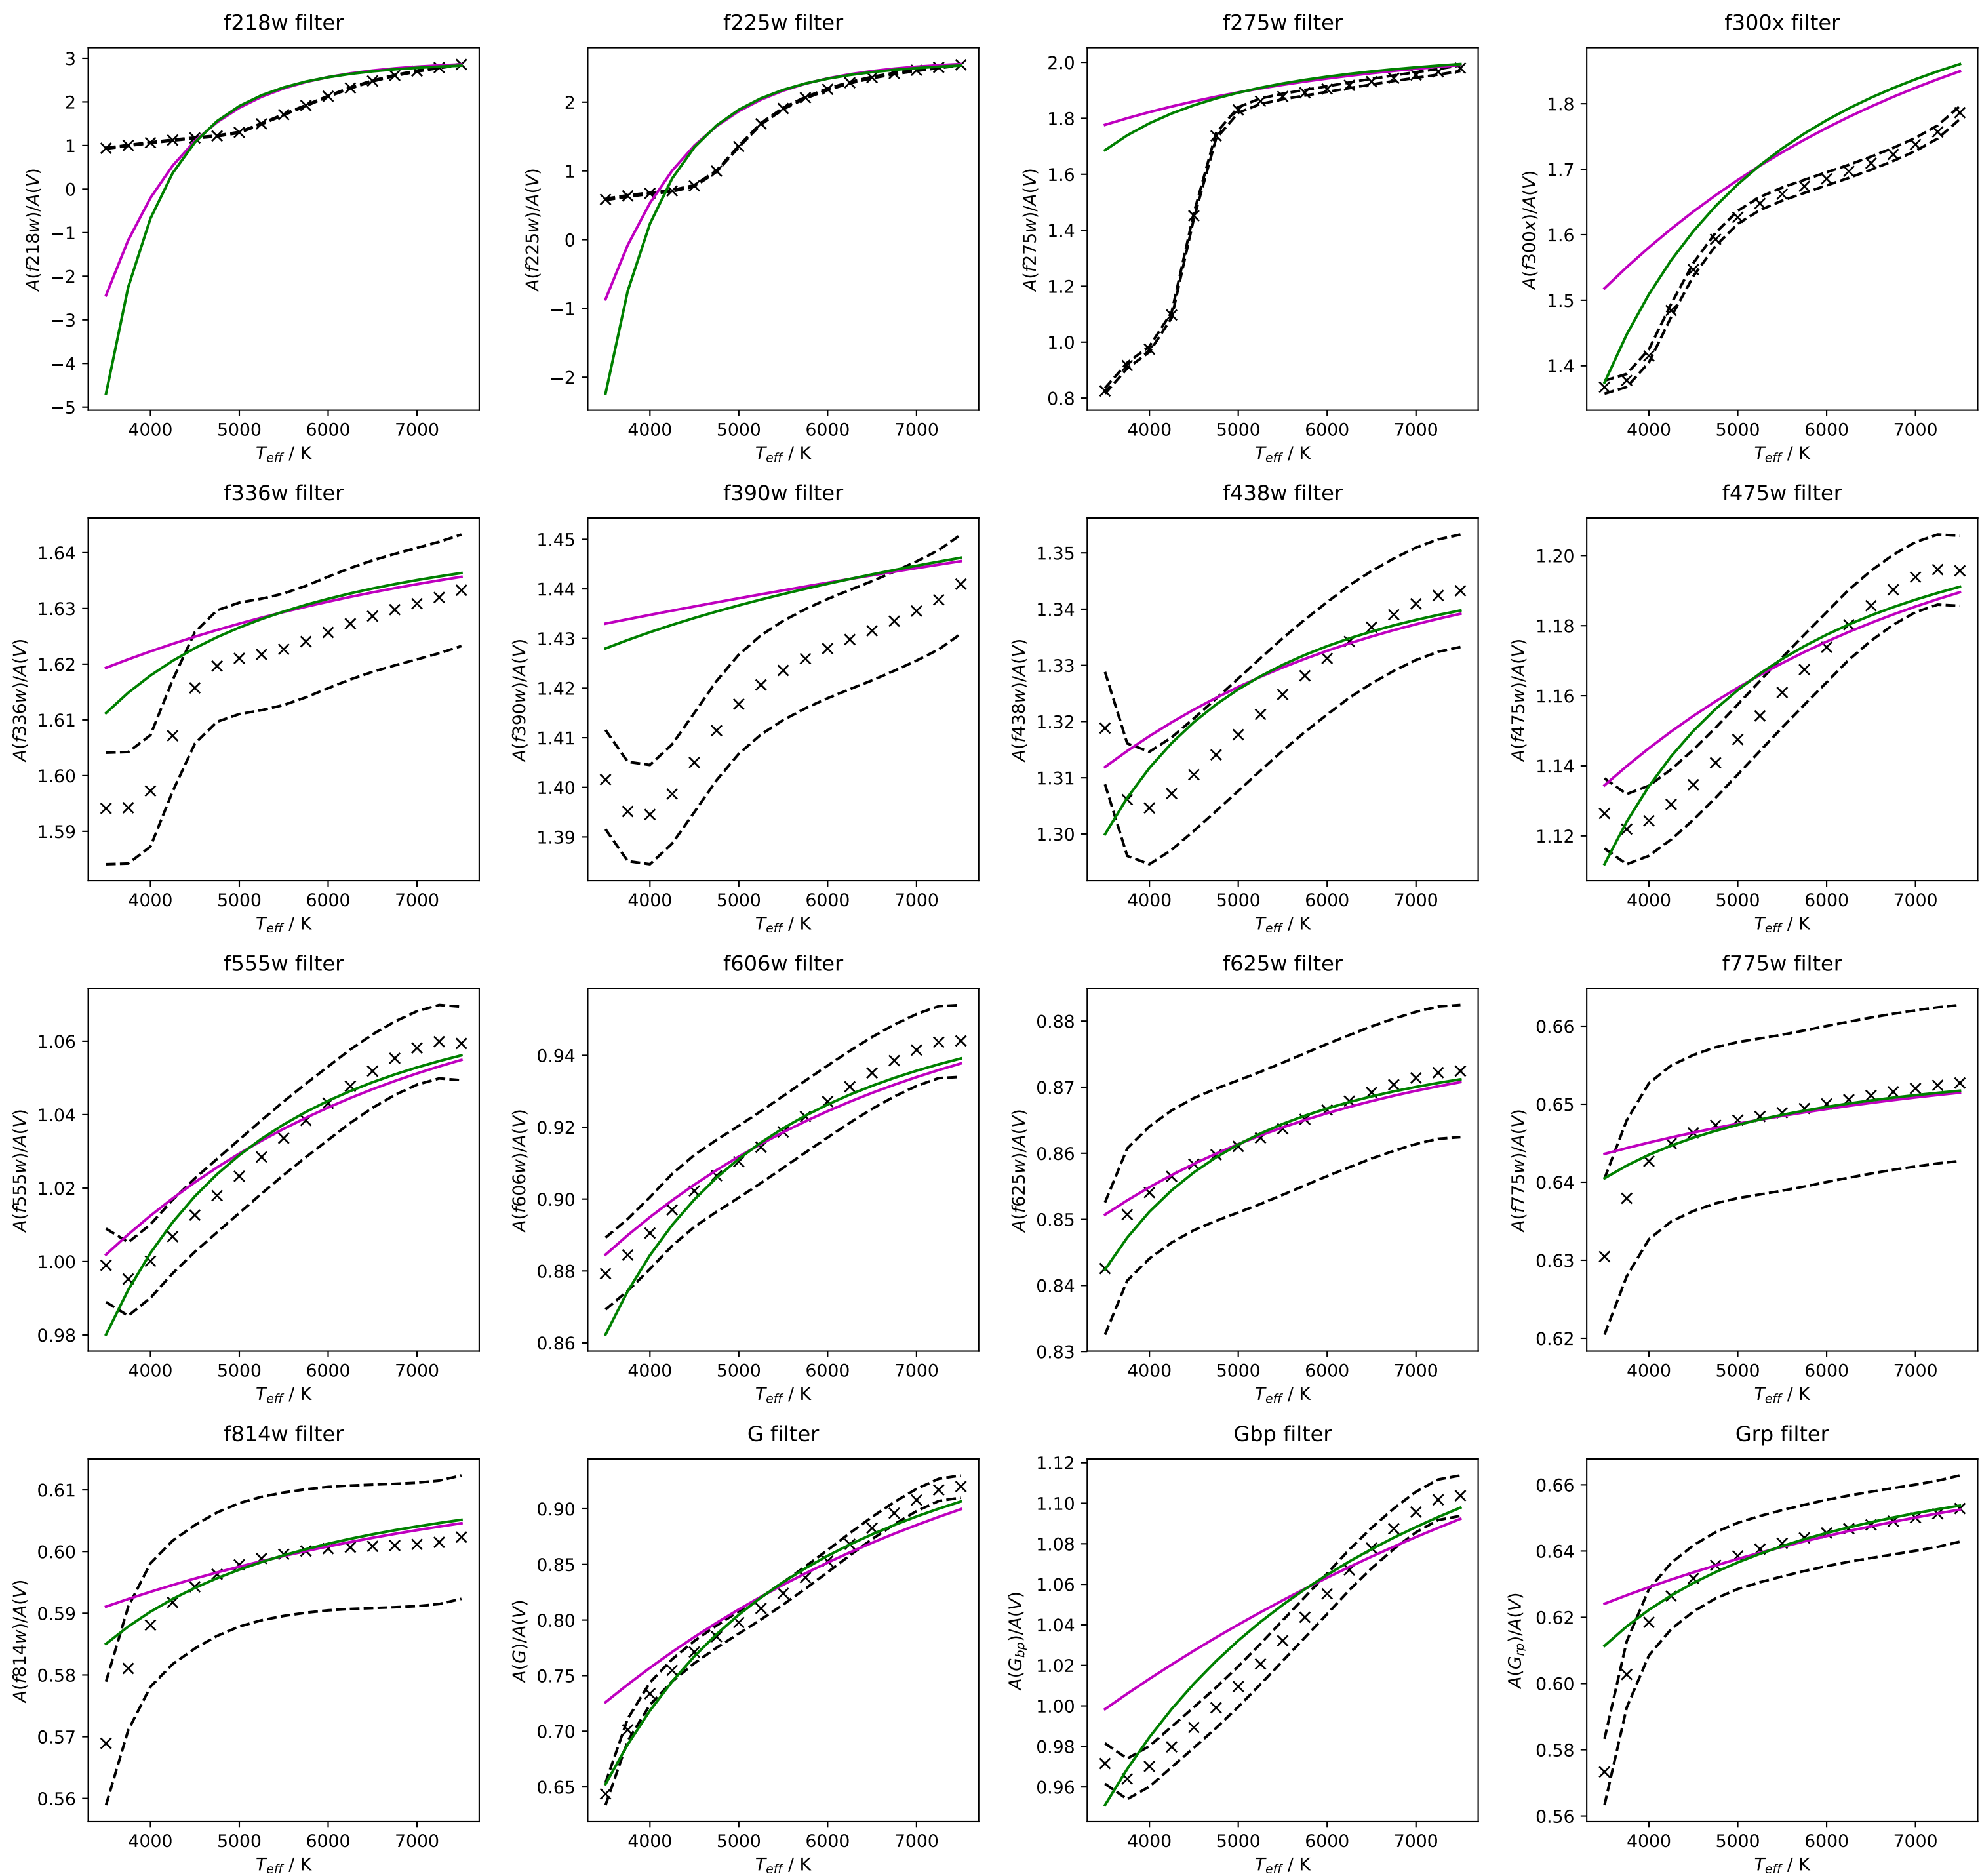 f218w filter
A(f218w)/A(V)
3
2
1
0
−1
−2
−3
−4
−5
4000 5000 6000 7000
T_eff / K
f225w filter
A(f225w)/A(V)
2
1
0
−1
−2
4000 5000 6000 7000
T_eff / K
f275w filter
A(f275w)/A(V)
2.0
1.8
1.6
1.4
1.2
1.0
0.8
4000 5000 6000 7000
T_eff / K
f300x filter
A(f300x)/A(V)
1.8
1.7
1.6
1.5
1.4
4000 5000 6000 7000
T_eff / K
f336w filter
A(f336w)/A(V)
1.64
1.63
1.62
1.61
1.60
1.59
4000 5000 6000 7000
T_eff / K
f390w filter
A(f390w)/A(V)
1.45
1.44
1.43
1.42
1.41
1.40
1.39
4000 5000 6000 7000
T_eff / K
f438w filter
A(f438w)/A(V)
1.35
1.34
1.33
1.32
1.31
1.30
4000 5000 6000 7000
T_eff / K
f475w filter
A(f475w)/A(V)
1.20
1.18
1.16
1.14
1.12
4000 5000 6000 7000
T_eff / K
f555w filter
A(f555w)/A(V)
1.06
1.04
1.02
1.00
0.98
4000 5000 6000 7000
T_eff / K
f606w filter
A(f606w)/A(V)
0.94
0.92
0.90
0.88
0.86
4000 5000 6000 7000
T_eff / K
f625w filter
A(f625w)/A(V)
0.88
0.87
0.86
0.85
0.84
0.83
4000 5000 6000 7000
T_eff / K
f775w filter
A(f775w)/A(V)
0.66
0.65
0.64
0.63
0.62
4000 5000 6000 7000
T_eff / K
f814w filter
A(f814w)/A(V)
0.61
0.60
0.59
0.58
0.57
0.56
4000 5000 6000 7000
T_eff / K
G filter
A(G)/A(V)
0.90
0.85
0.80
0.75
0.70
0.65
4000 5000 6000 7000
T_eff / K
Gbp filter
A(G_bp)/A(V)
1.12
1.10
1.08
1.06
1.04
1.02
1.00
0.98
0.96
4000 5000 6000 7000
T_eff / K
Grp filter
A(G_rp)/A(V)
0.66
0.64
0.62
0.60
0.58
0.56
4000 5000 6000 7000
T_eff / K